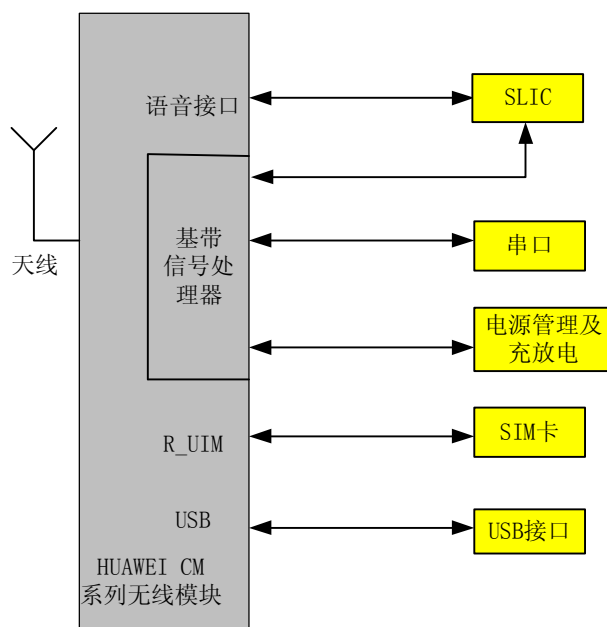 语音接口
SLIC
天线
基带
信号处
理器
串口
电源管理及
充放电
R_UIM
SIM卡
USB
USB接口
HUAWEI CM
系列无线模块